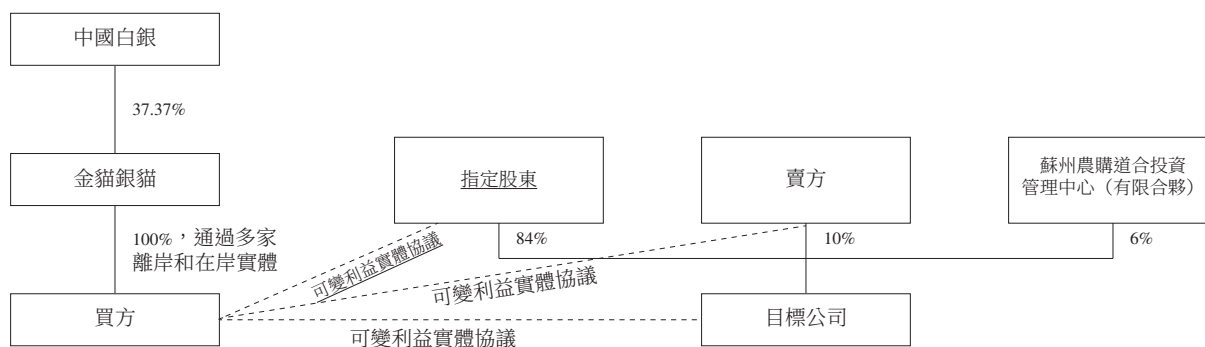 中國白銀
37.37%
金貓銀貓
指定股東
賣方
蘇州農購道合投資
管理中心（有限合夥）
100%，通過多家
離岸和在岸實體
84%
10%
6%
可變利益實體協議
可變利益實體協議
買方
目標公司
可變利益實體協議